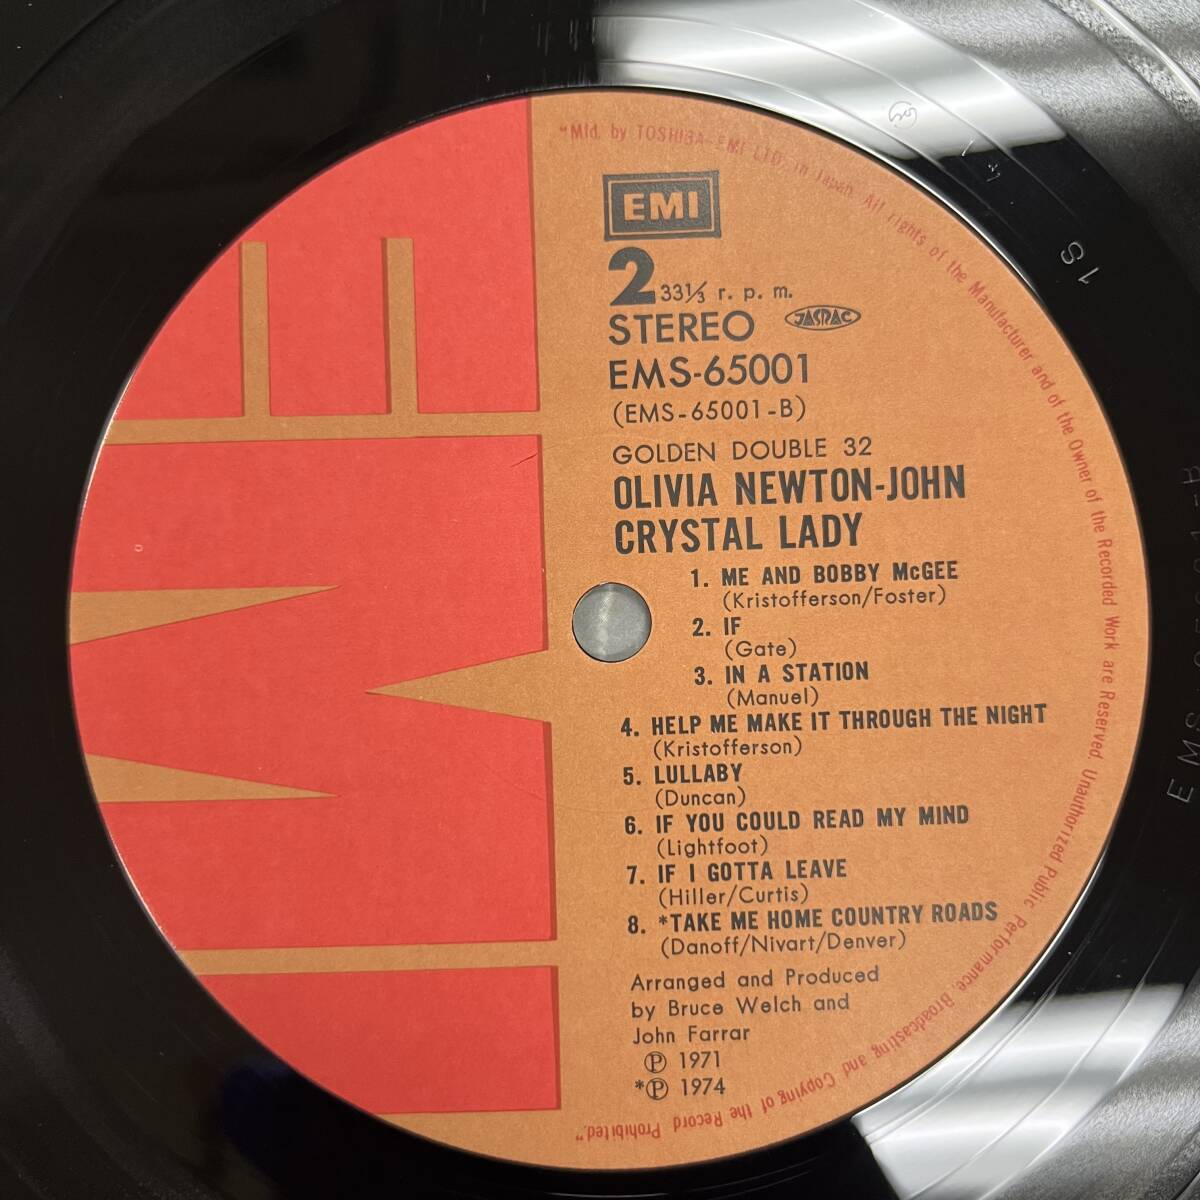 "Mfd. by TOSHIBA-EMI LTD. in Japan. All rights of the Manufacturer and of the Owner of the Recorded Work are Reserved. Unauthorized Public Performance, Broadcasting and Copying of the Record Prohibited."
EMI
2 33⅓ r. p. m.
STEREO JASRAC
EMS-65001
(EMS-65001-B)
GOLDEN DOUBLE 32
OLIVIA NEWTON-JOHN
CRYSTAL LADY
1. ME AND BOBBY McGEE
(Kristofferson/Foster)
2. IF
(Gate)
3. IN A STATION
(Manuel)
4. HELP ME MAKE IT THROUGH THE NIGHT
(Kristofferson)
5. LULLABY
(Duncan)
6. IF YOU COULD READ MY MIND
(Lightfoot)
7. IF I GOTTA LEAVE
(Hiller/Curtis)
8. *TAKE ME HOME COUNTRY ROADS
(Danoff/Nivart/Denver)
Arranged and Produced
by Bruce Welch and
John Farrar
Ⓟ 1971
*Ⓟ 1974
EMI
1S